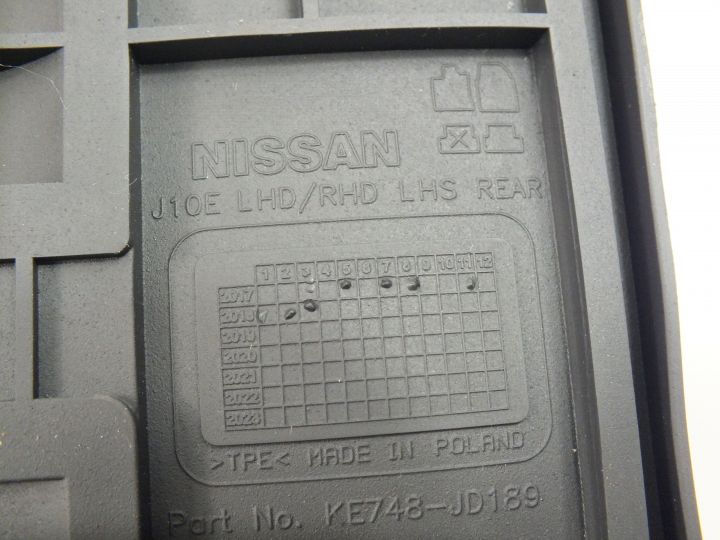 NISSAN
J10E LHD/RHD LHS REAR
1 2 3 4 5 6 7 8 9 10 11 12
2017
2018
2019
2020
2021
2022
2024
>TPE< MADE IN POLAND
Part No. KE748-JD189